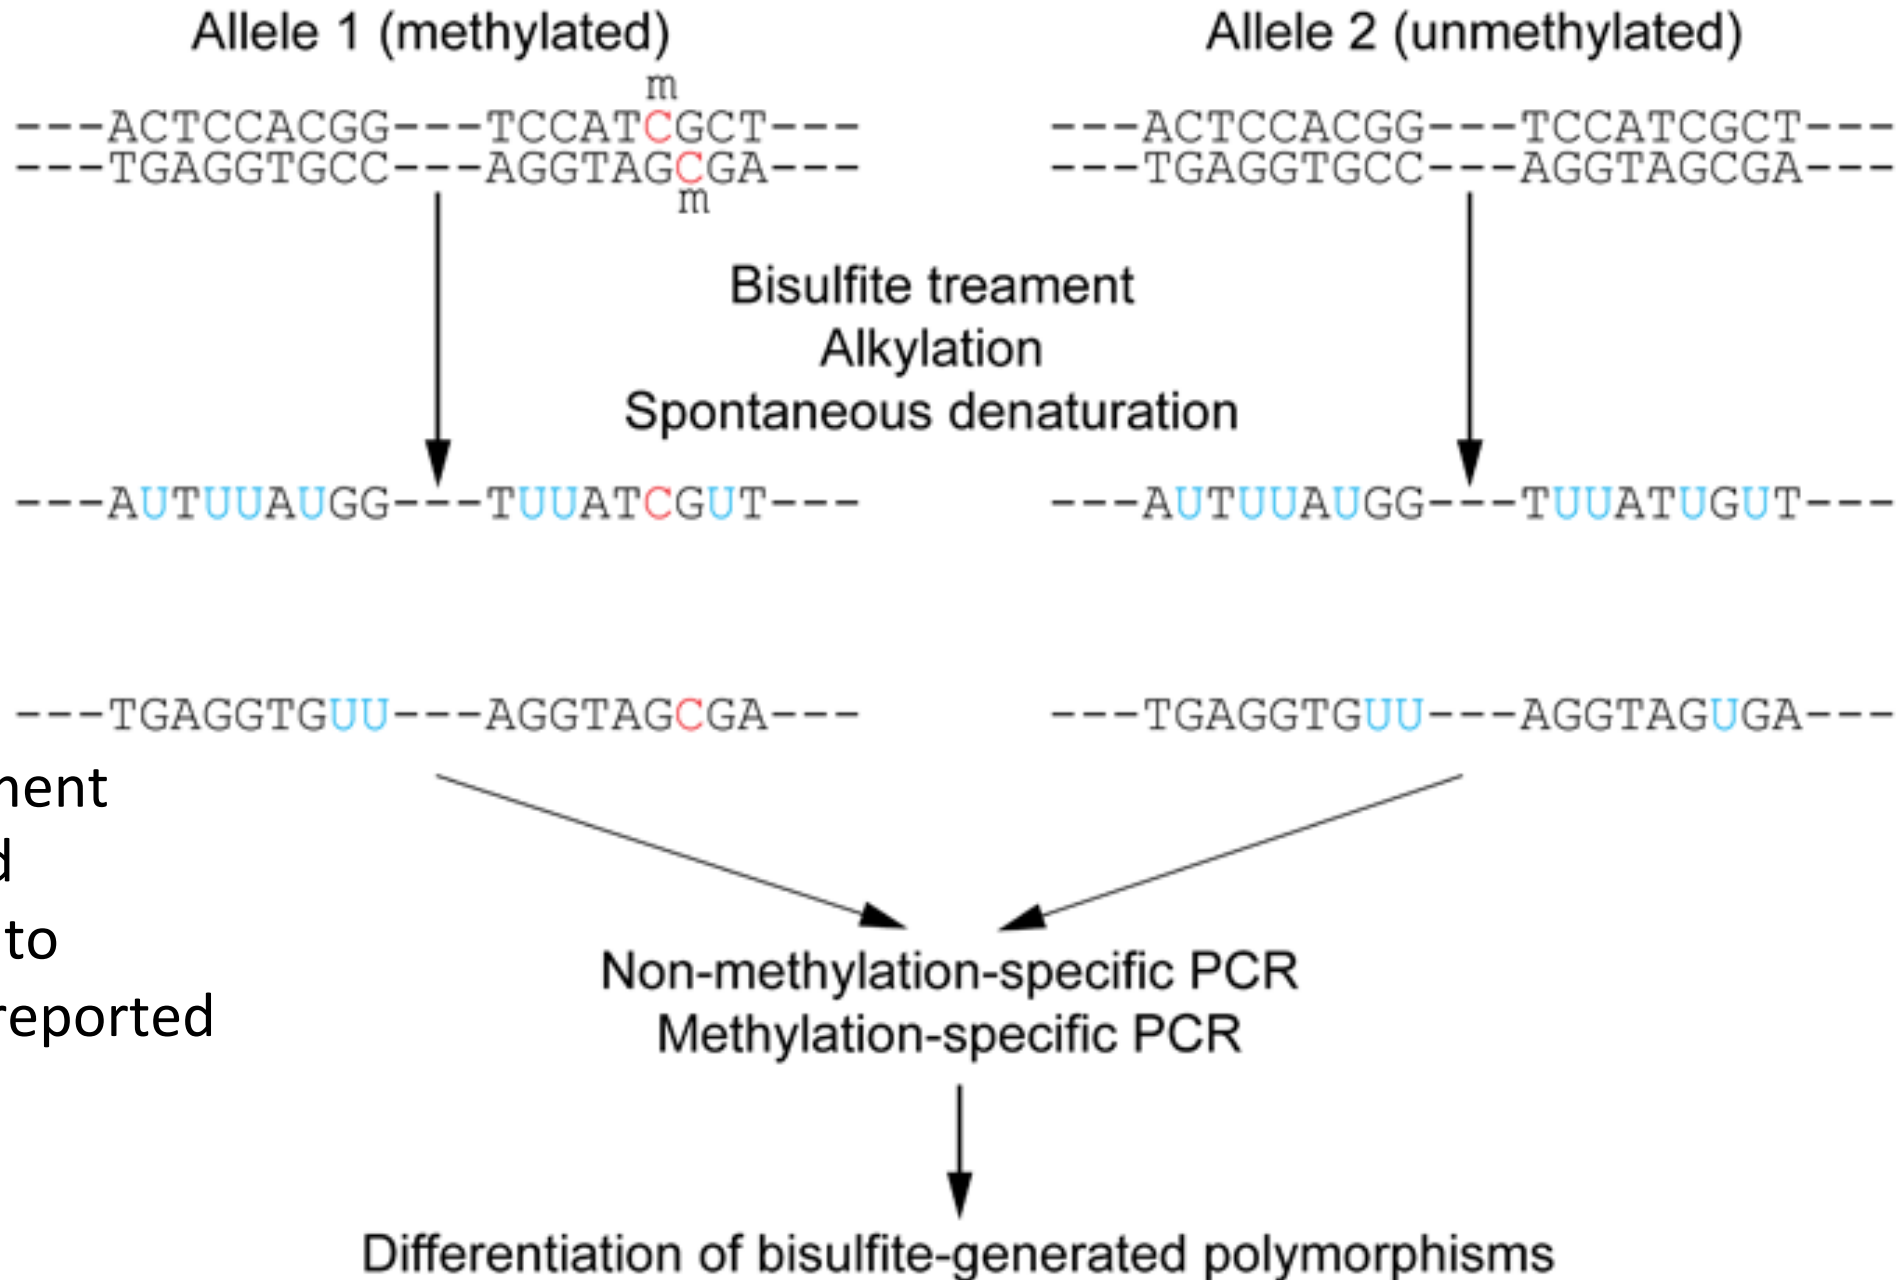 Allele 1 (methylated)
Allele 2 (unmethylated)
m
---ACTCCACGG---TCCATCGCT---
---TGAGGTGCC---AGGTAGCGA---
m
---ACTCCACGG---TCCATCGCT---
---TGAGGTGCC---AGGTAGCGA---
Bisulfite treament
Alkylation
Spontaneous denaturation
---AUTUUAUGG---TUUATCGUT---
---AUTUUAUGG---TUUATUGUT---
---TGAGGTGUU---AGGTAGCGA---
---TGAGGTGUU---AGGTAGUGA---
to
reported
Non-methylation-specific PCR
Methylation-specific PCR
Differentiation of bisulfite-generated polymorphisms